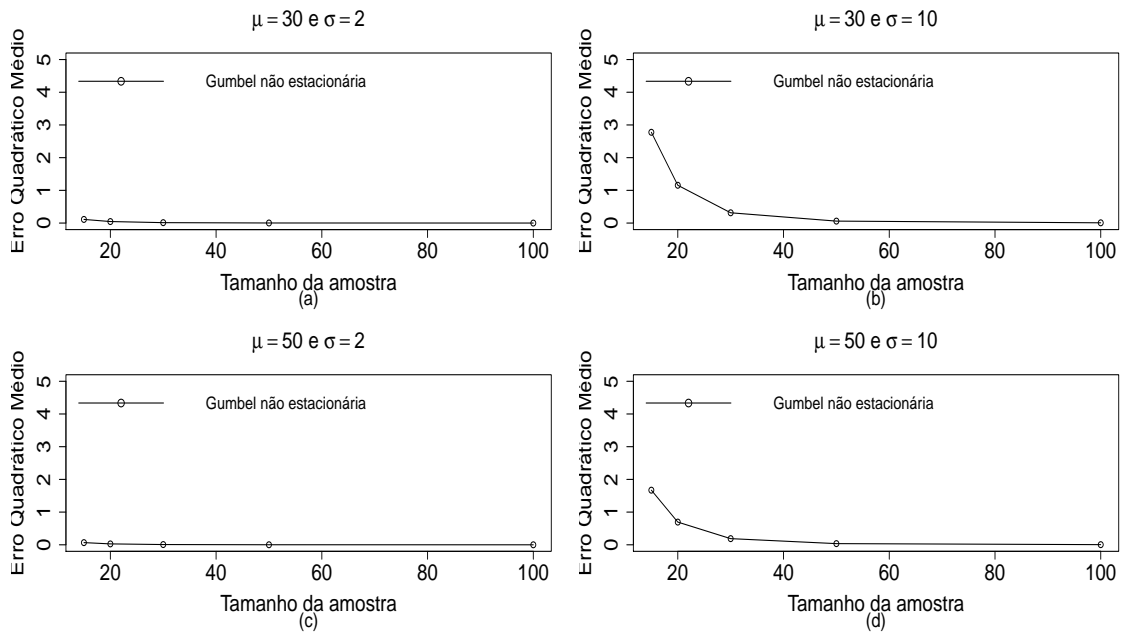 μ = 30 e σ = 2
Erro Quadrático Médio
0 1 2 3 4 5
Gumbel não estacionária
20 40 60 80 100
Tamanho da amostra
(a)
μ = 30 e σ = 10
Erro Quadrático Médio
0 1 2 3 4 5
Gumbel não estacionária
20 40 60 80 100
Tamanho da amostra
(b)
μ = 50 e σ = 2
Erro Quadrático Médio
0 1 2 3 4 5
Gumbel não estacionária
20 40 60 80 100
Tamanho da amostra
(c)
μ = 50 e σ = 10
Erro Quadrático Médio
0 1 2 3 4 5
Gumbel não estacionária
20 40 60 80 100
Tamanho da amostra
(d)